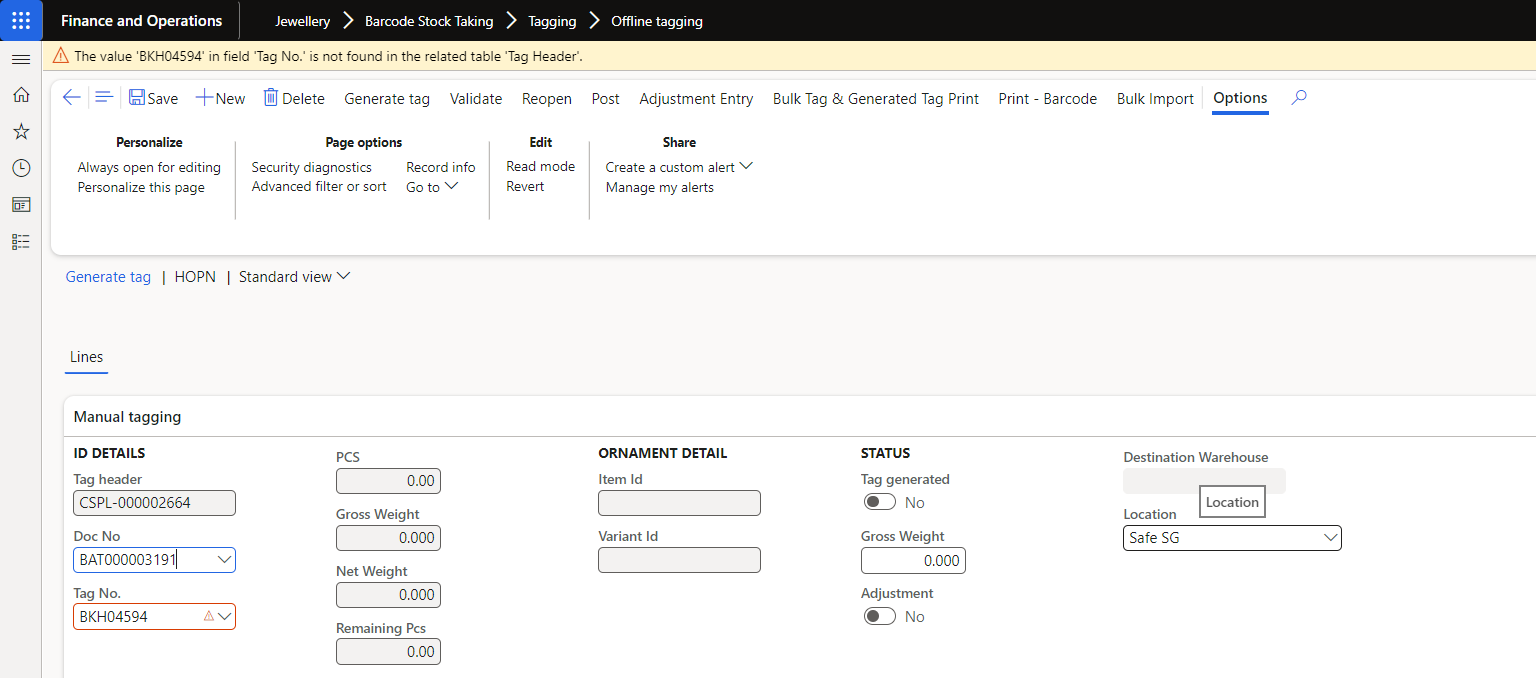 Finance and Operations
Jewellery Barcode Stock Taking Tagging Offline tagging
The value 'BKH04594' in field 'Tag No.' is not found in the related table 'Tag Header'.
Save New Delete Generate tag Validate Reopen Post Adjustment Entry Bulk Tag & Generated Tag Print Print - Barcode Bulk Import Options
Personalize
Always open for editing
Personalize this page
Page options
Security diagnostics
Advanced filter or sort
Record info
Go to
Edit
Read mode
Revert
Share
Create a custom alert
Manage my alerts
Generate tag | HOPN | Standard view
Lines
Manual tagging
ID DETAILS
Tag header
CSPL-000002664
Doc No
BAT000003191
Tag No.
BKH04594
PCS
0.00
Gross Weight
0.000
Net Weight
0.000
Remaining Pcs
0.00
ORNAMENT DETAIL
Item Id
Variant Id
STATUS
Tag generated
No
Gross Weight
0.000
Adjustment
No
Destination Warehouse
Location
Location
Safe SG